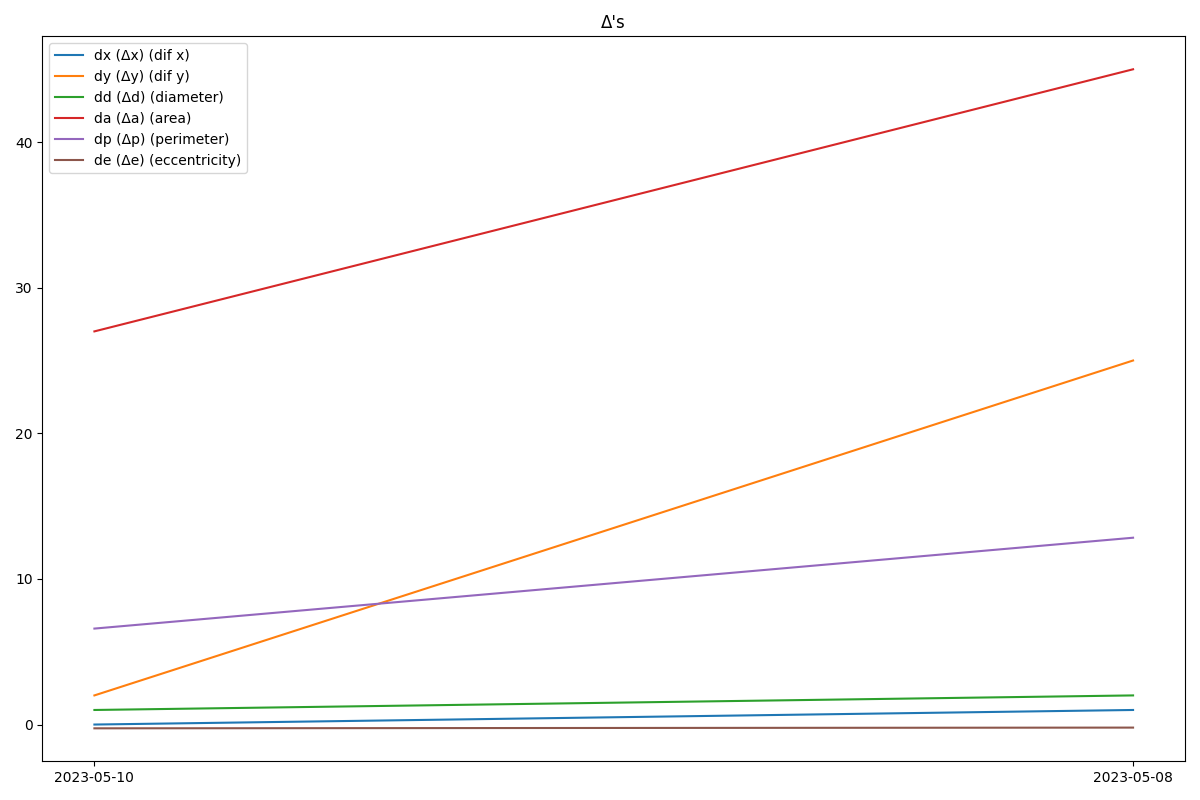 Δ's
dx (Δx) (dif x)
dy (Δy) (dif y)
dd (Δd) (diameter)
da (Δa) (area)
dp (Δp) (perimeter)
de (Δe) (eccentricity)
40
30
20
10
0
2023-05-10
2023-05-08